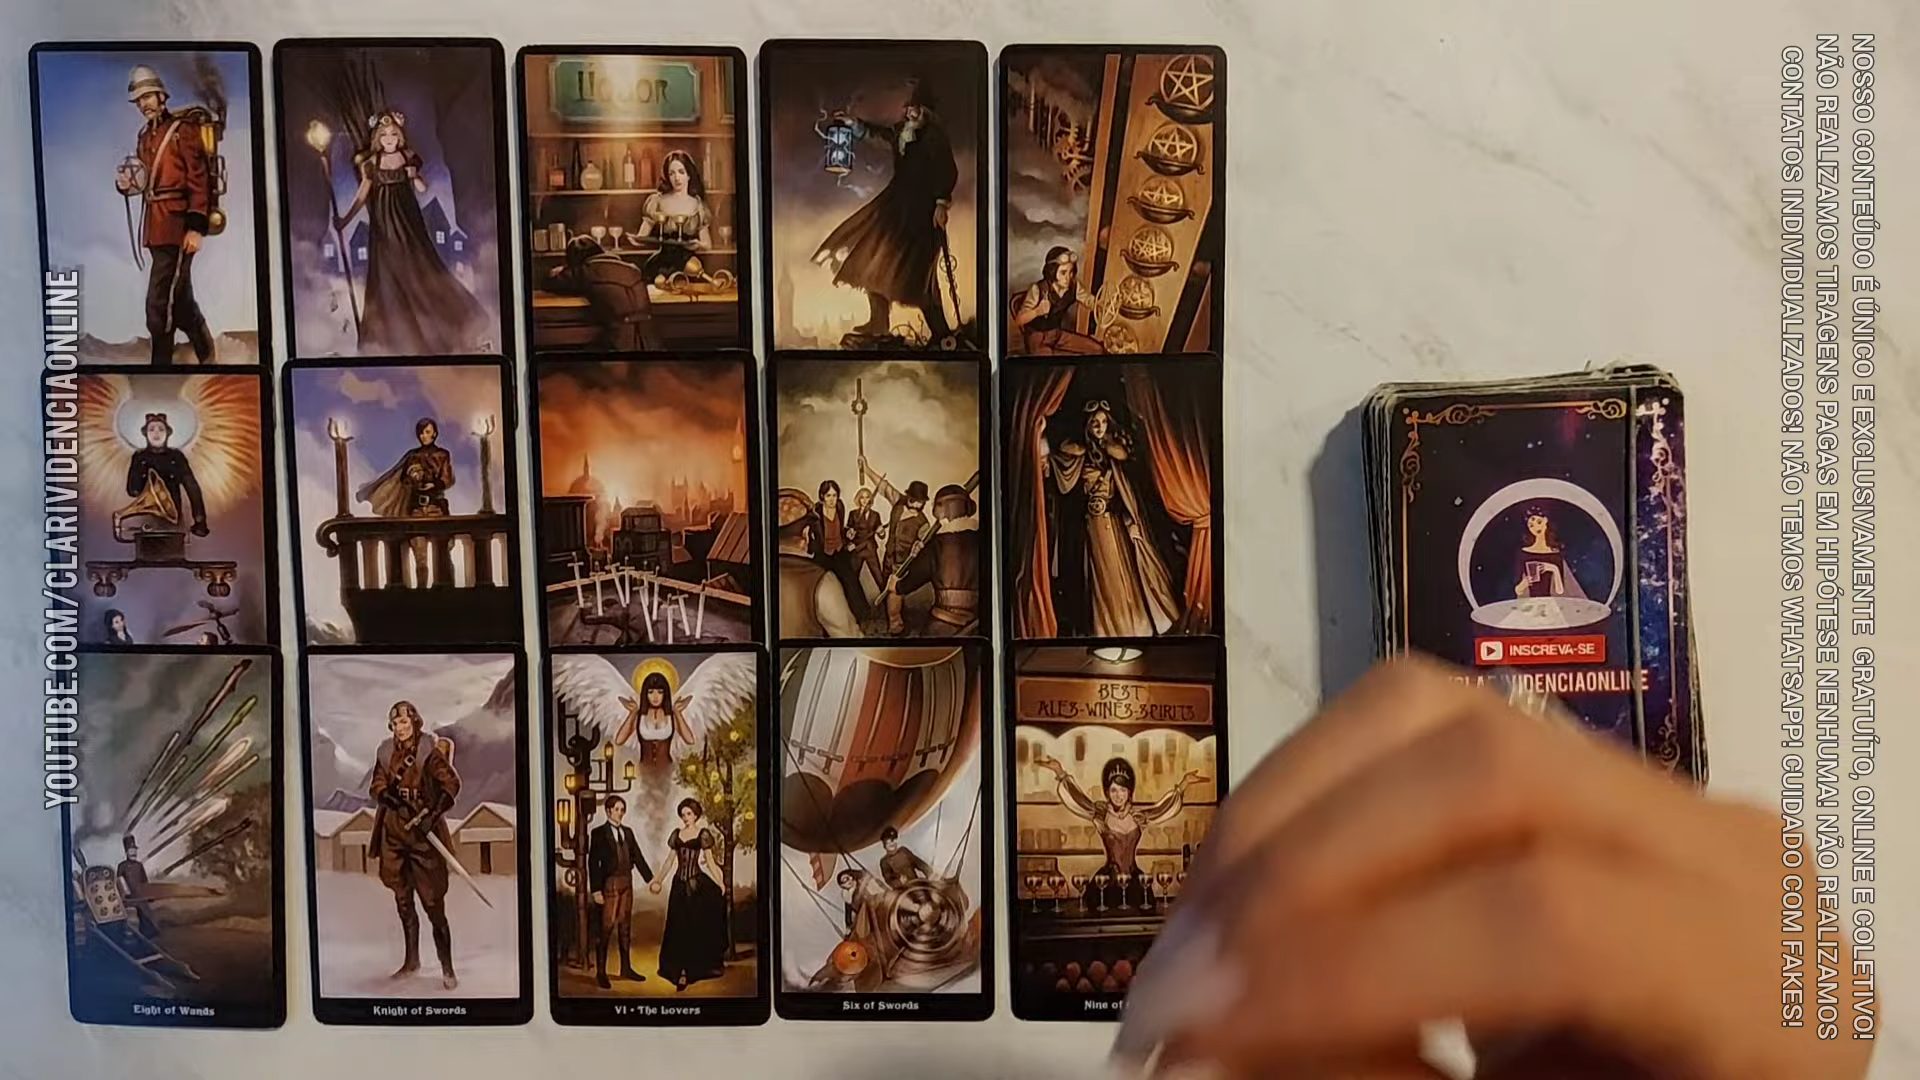 YOUTUBE.COM/CLARIVIDENCIAONLINE
LIQUOR
BEST
ALES-WINES-SPIRITS
Eight of Wands
Knight of Swords
VI • The Lovers
Six of Swords
Nine of
INSCREVA-SE
NOSSO CONTEÚDO É ÚNICO E EXCLUSIVAMENTE GRATUÍTO, ONLINE E COLETIVO!
NÃO REALIZAMOS TIRAGENS PAGAS EM HIPÓTESE NENHUMA! NÃO REALIZAMOS
CONTATOS INDIVIDUALIZADOS! NÃO TEMOS WHATSAPP! CUIDADO COM FAKES!